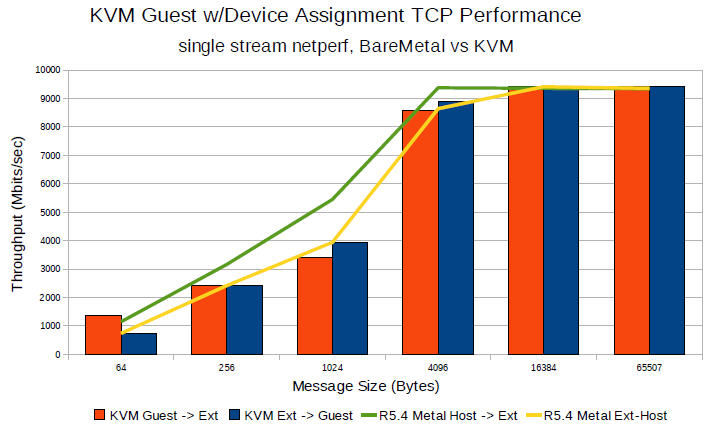 KVM Guest w/Device Assignment TCP Performance
single stream netperf, BareMetal vs KVM
10000
9000
8000
7000
6000
5000
4000
3000
2000
1000
0
Throughput (Mbits/sec)
64 256 1024 4096 16384 65507
Message Size (Bytes)
KVM Guest -> Ext KVM Ext -> Guest R5.4 Metal Host -> Ext R5.4 Metal Ext-Host